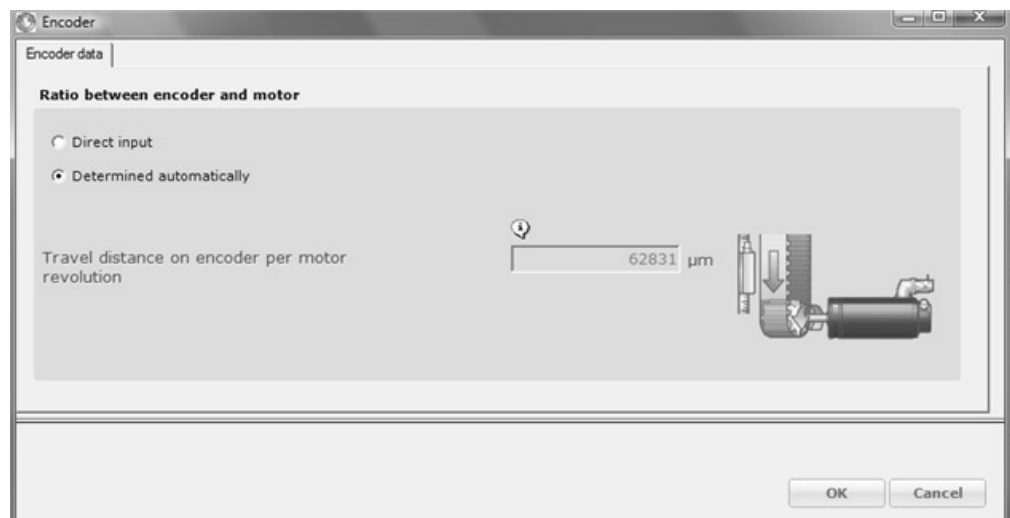 Encoder
Encoder data
Ratio between encoder and motor
Direct input
Determined automatically
Travel distance on encoder per motor
revolution
62831 µm
OK Cancel